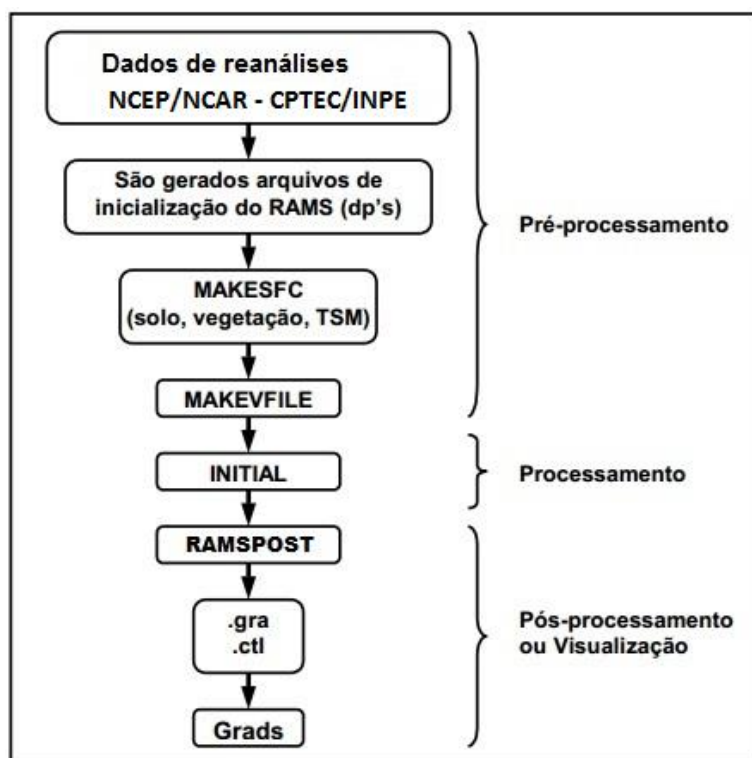 Dados de reanálises
NCEP/NCAR - CPTEC/INPE
São gerados arquivos de
inicialização do RAMS (dp's)
MAKESFC
(solo, vegetação, TSM)
MAKEVFILE
Pré-processamento
INITIAL
Processamento
RAMSPOST
.gra
.ctl
Grads
Pós-processamento
ou Visualização